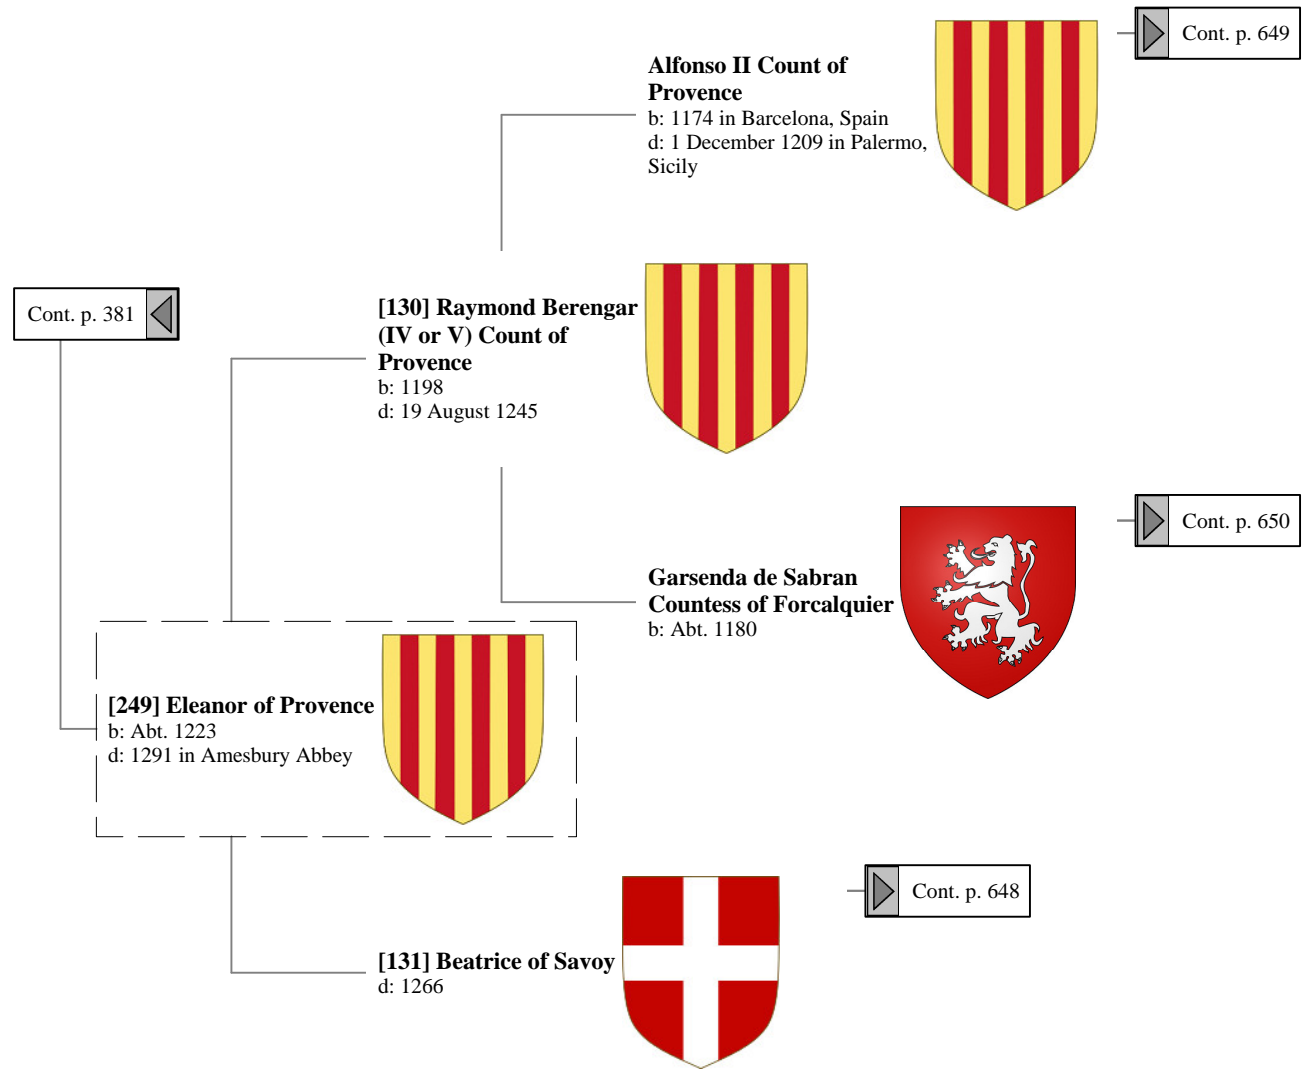 Cont. p. 649
Alfonso II Count of
Provence
b: 1174 in Barcelona, Spain
d: 1 December 1209 in Palermo,
Sicily
Cont. p. 381
[130] Raymond Berengar
(IV or V) Count of
Provence
b: 1198
d: 19 August 1245
Cont. p. 650
Garsenda de Sabran
Countess of Forcalquier
b: Abt. 1180
[249] Eleanor of Provence
b: Abt. 1223
d: 1291 in Amesbury Abbey
Cont. p. 648
[131] Beatrice of Savoy
d: 1266